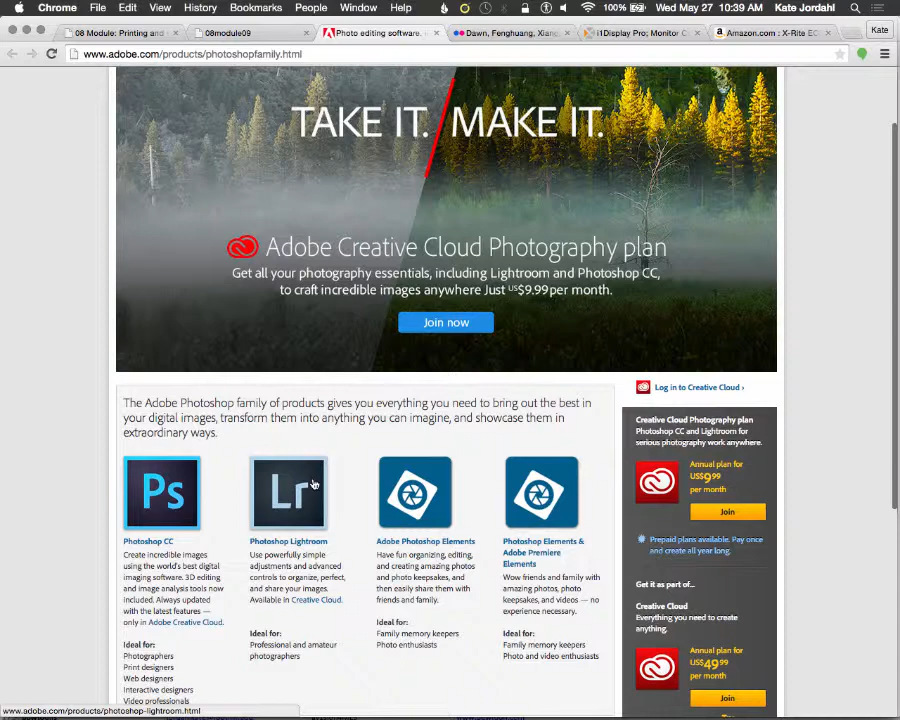 Chrome File Edit View History Bookmarks People Window Help 100% Wed May 27 10:39 AM Kate Jordahl
08 Module: Printing and
08module09
Photo editing software.
Dawn, Fenghuang, Xiang,
i1Display Pro; Monitor C
Amazon.com : X-Rite EC
Kate
www.adobe.com/products/photoshopfamily.html
TAKE IT. / MAKE IT.
Adobe Creative Cloud Photography plan
Get all your photography essentials, including Lightroom and Photoshop CC,
to craft incredible images anywhere Just US$9.99 per month.
Join now
The Adobe Photoshop family of products gives you everything you need to bring out the best in
your digital images, transform them into anything you can imagine, and showcase them in
extraordinary ways.
Ps
Photoshop CC
Create incredible images
using the world's best digital
imaging software. 3D editing
and image analysis tools now
included. Always updated
with the latest features —
only in Adobe Creative Cloud.
Ideal for:
Photographers
Print designers
Web designers
Interactive designers
Video professionals
Lr
Photoshop Lightroom
Use powerfully simple
adjustments and advanced
controls to organize, perfect,
and share your images.
Available in Creative Cloud.
Ideal for:
Professional and amateur
photographers
Adobe Photoshop Elements
Have fun organizing, editing,
and creating amazing photos
and photo keepsakes, and
then easily share them with
friends and family.
Ideal for:
Family memory keepers
Photo enthusiasts
Photoshop Elements &
Adobe Premiere
Elements
Wow friends and family with
amazing photos, photo
keepsakes, and videos — no
experience necessary.
Ideal for:
Family memory keepers
Photo and video enthusiasts
Log in to Creative Cloud ›
Creative Cloud Photography plan
Photoshop CC and Lightroom for
serious photography work anywhere.
Annual plan for
US$9.99
per month
Join
Prepaid plans available. Pay once
and create all year long.
Get it as part of...
Creative Cloud
Everything you need to create
anything.
Annual plan for
US$49.99
per month
Join
www.adobe.com/products/photoshop-lightroom.html